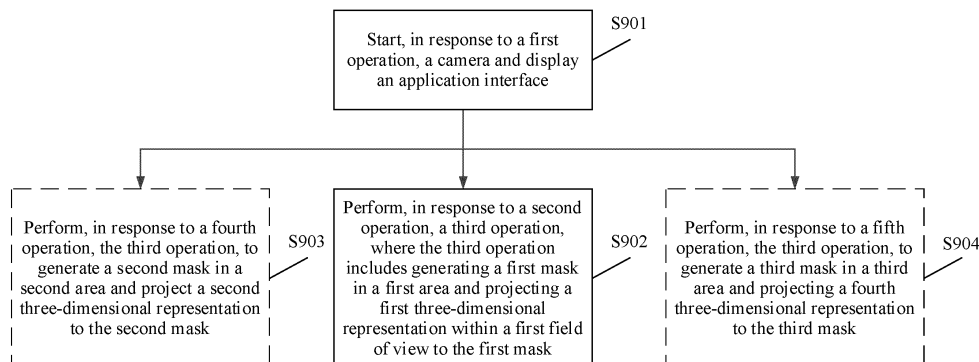 S901
Start, in response to a first
operation, a camera and display
an application interface
Perform, in response to a fourth
operation, the third operation, to
generate a second mask in a
second area and project a second
three-dimensional representation
to the second mask
S903
Perform, in response to a second
operation, a third operation,
where the third operation
includes generating a first mask
in a first area and projecting a
first three-dimensional
representation within a first field
of view to the first mask
S902
Perform, in response to a fifth
operation, the third operation, to
generate a third mask in a third
area and projecting a fourth
three-dimensional representation
to the third mask
S904